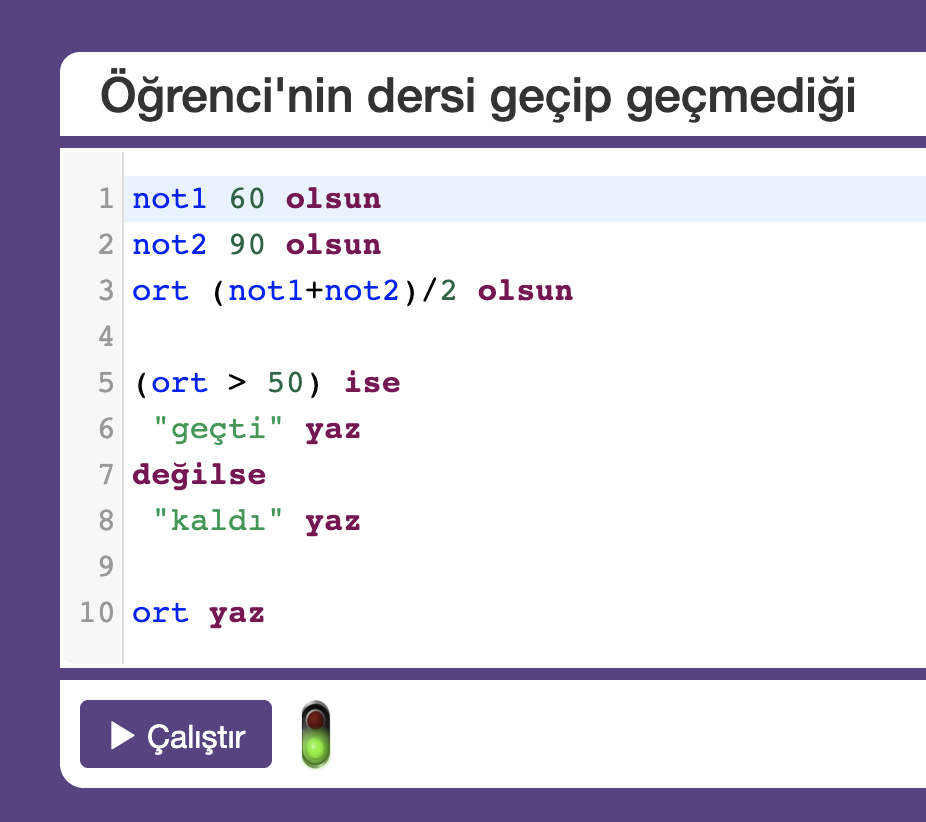 Öğrenci'nin dersi geçip geçmediği
1 not1 60 olsun
2 not2 90 olsun
3 ort (not1+not2)/2 olsun
4
5 (ort > 50) ise
6 "geçti" yaz
7 değilse
8 "kaldı" yaz
9
10 ort yaz
Çalıştır